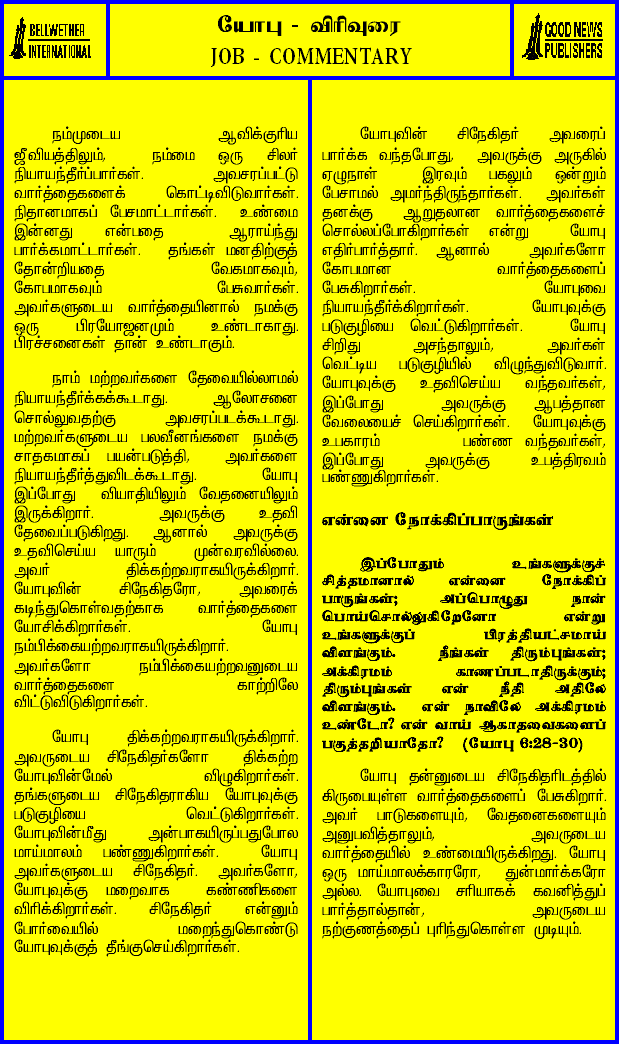 BELLWETHER
INTERNATIONAL
யோபு - விரிவுரை
JOB - COMMENTARY
GOOD NEWS
PUBLISHERS
நம்முடைய ஆவிக்குரிய
ஜீவியத்திலும், நம்மை ஒரு சிலர்
நியாயந்தீர்ப்பார்கள். அவசரப்பட்டு
வார்த்தைகளைக் கொட்டிவிடுவார்கள்.
நிதானமாகப் பேசமாட்டார்கள். உண்மை
இன்னது என்பதை ஆராய்ந்து
பார்க்கமாட்டார்கள். தங்கள் மனதிற்குத்
தோன்றியதை வேகமாகவும்,
கோபமாகவும் பேசுவார்கள்.
அவர்களுடைய வார்த்தையினால் நமக்கு
ஒரு பிரயோஜனமும் உண்டாகாது.
பிரச்சனைகள் தான் உண்டாகும்.
நாம் மற்றவர்களை தேவையில்லாமல்
நியாயந்தீர்க்கக்கூடாது. ஆலோசனை
சொல்லுவதற்கு அவசரப்படக்கூடாது.
மற்றவர்களுடைய பலவீனங்களை நமக்கு
சாதகமாகப் பயன்படுத்தி, அவர்களை
நியாயந்தீர்த்துவிடக்கூடாது. யோபு
இப்போது வியாதியிலும் வேதனையிலும்
இருக்கிறார். அவருக்கு உதவி
தேவைப்படுகிறது. ஆனால் அவருக்கு
உதவிசெய்ய யாரும் முன்வரவில்லை.
அவர் திக்கற்றவராகயிருக்கிறார்.
யோபுவின் சிநேகிதரோ, அவரைக்
கடிந்துகொள்வதற்காக வார்த்தைகளை
யோசிக்கிறார்கள். யோபு
நம்பிக்கையற்றவராகயிருக்கிறார்.
அவர்களோ நம்பிக்கையற்றவனுடைய
வார்த்தைகளை காற்றிலே
விட்டுவிடுகிறார்கள்.
யோபு திக்கற்றவராகயிருக்கிறார்.
அவருடைய சிநேகிதர்களோ திக்கற்ற
யோபுவின்மேல் விழுகிறார்கள்.
தங்களுடைய சிநேகிதராகிய யோபுவுக்கு
படுகுழியை வெட்டுகிறார்கள்.
யோபுவின்மீது அன்பாகயிருப்பதுபோல
மாய்மாலம் பண்ணுகிறார்கள். யோபு
அவர்களுடைய சிநேகிதர். அவர்களோ,
யோபுவுக்கு மறைவாக கண்ணிகளை
விரிக்கிறார்கள். சிநேகிதர் என்னும்
போர்வையில் மறைந்துகொண்டு
யோபுவுக்குத் தீங்குசெய்கிறார்கள்.
யோபுவின் சிநேகிதர் அவரைப்
பார்க்க வந்தபோது, அவருக்கு அருகில்
ஏழுநாள் இரவும் பகலும் ஒன்றும்
பேசாமல் அமர்ந்திருந்தார்கள். அவர்கள்
தனக்கு ஆறுதலான வார்த்தைகளைச்
சொல்லப்போகிறார்கள் என்று யோபு
எதிர்பார்த்தார். ஆனால் அவர்களோ
கோபமான வார்த்தைகளைப்
பேசுகிறார்கள். யோபுவை
நியாயந்தீர்க்கிறார்கள். யோபுவுக்கு
படுகுழியை வெட்டுகிறார்கள். யோபு
சிறிது அசந்தாலும், அவர்கள்
வெட்டிய படுகுழியில் விழுந்துவிடுவார்.
யோபுவுக்கு உதவிசெய்ய வந்தவர்கள்,
இப்போது அவருக்கு ஆபத்தான
வேலையைச் செய்கிறார்கள். யோபுவுக்கு
உபகாரம் பண்ண வந்தவர்கள்,
இப்போது அவருக்கு உபத்திரவம்
பண்ணுகிறார்கள்.
என்னை நோக்கிப்பாருங்கள்
இப்போதும் உங்களுக்குச்
சித்தமானால் என்னை நோக்கிப்
பாருங்கள்; அப்பொழுது நான்
பொய்சொல்லுகிறேனோ என்று
உங்களுக்குப் பிரத்தியட்சமாய்
விளங்கும். நீங்கள் திரும்புங்கள்;
அக்கிரமம் காணப்படாதிருக்கும்;
திரும்புங்கள் என் நீதி அதிலே
விளங்கும். என் நாவிலே அக்கிரமம்
உண்டோ? என் வாய் ஆகாதவைகளைப்
பகுத்தறியாதோ? (யோபு 6:28-30)
யோபு தன்னுடைய சிநேகிதரிடத்தில்
கிருபையுள்ள வார்த்தைகளைப் பேசுகிறார்.
அவர் பாடுகளையும், வேதனைகளையும்
அனுபவித்தாலும், அவருடைய
வார்த்தையில் உண்மையிருக்கிறது. யோபு
ஒரு மாய்மாலக்காரரோ, துன்மார்க்கரோ
அல்ல. யோபுவை சரியாகக் கவனித்துப்
பார்த்தால்தான், அவருடைய
நற்குணத்தைப் புரிந்துகொள்ள முடியும்.